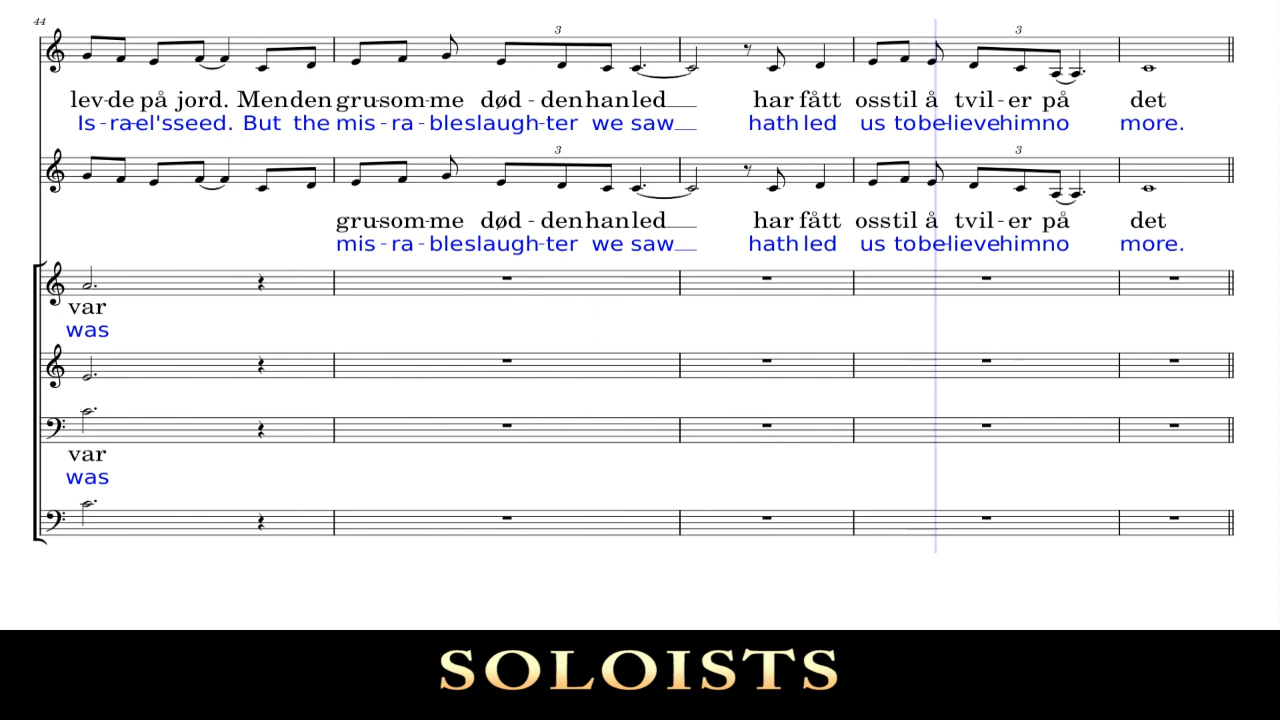 44
3
3
lev-de på jord. Men den gru-som-me død - den han led__ har fått oss til å tvil-er på det
Is-ra-el's seed. But the mis-ra-ble slaugh-ter we saw__ hath led us to be-lieve him no more.
3
3
gru-som-me død - den han led__ har fått oss til å tvil-er på det
mis-ra-ble slaugh-ter we saw__ hath led us to be-lieve him no more.
var
was
var
was
SOLOISTS